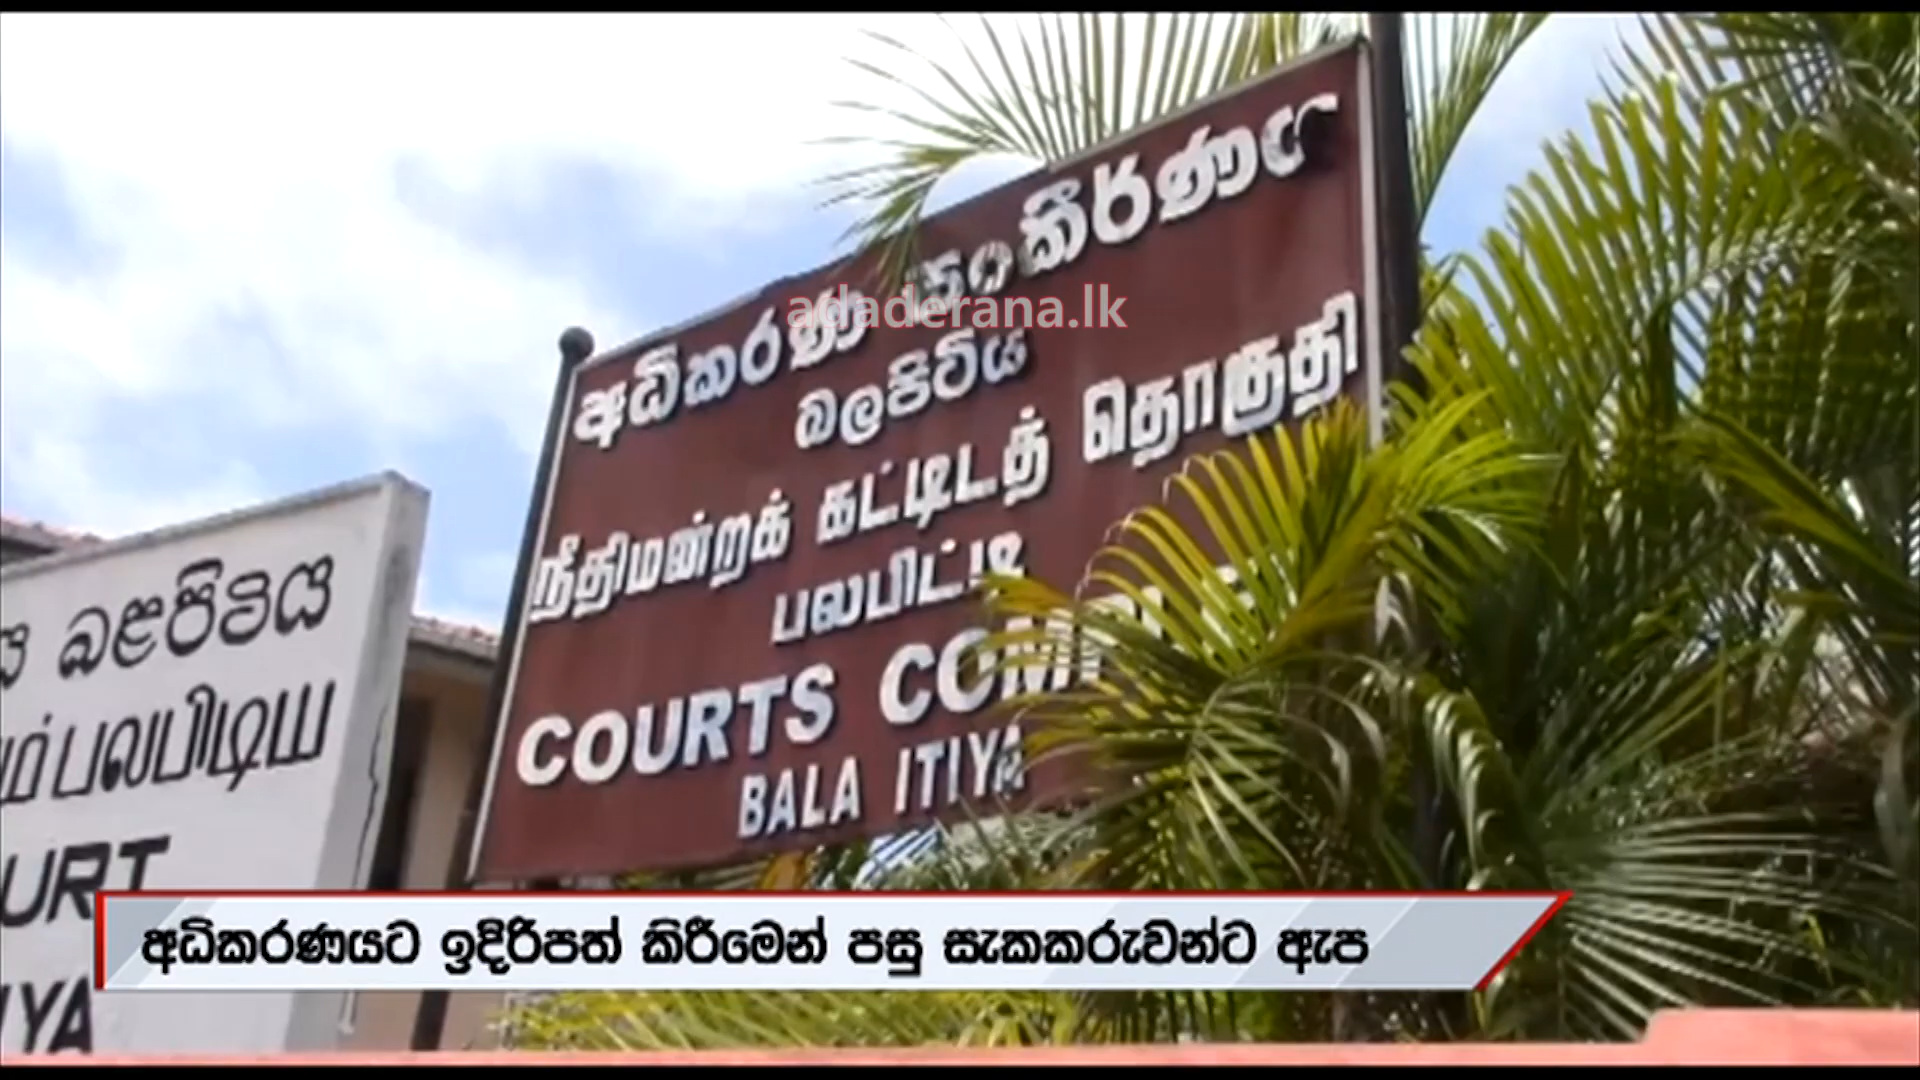 අධිකරණ සංකීර්ණය
බලපිටිය
நீதிமன்றக் கட்டிடத் தொகுதி
பலபிட்டி
COURTS
BALA ITIYA
adaderana.lk
බළපිටිය
பலபிடிய
URT
IYA
අධිකරණයට ඉදිරිපත් කිරීමෙන් පසු සැකකරුවන්ට ඇප